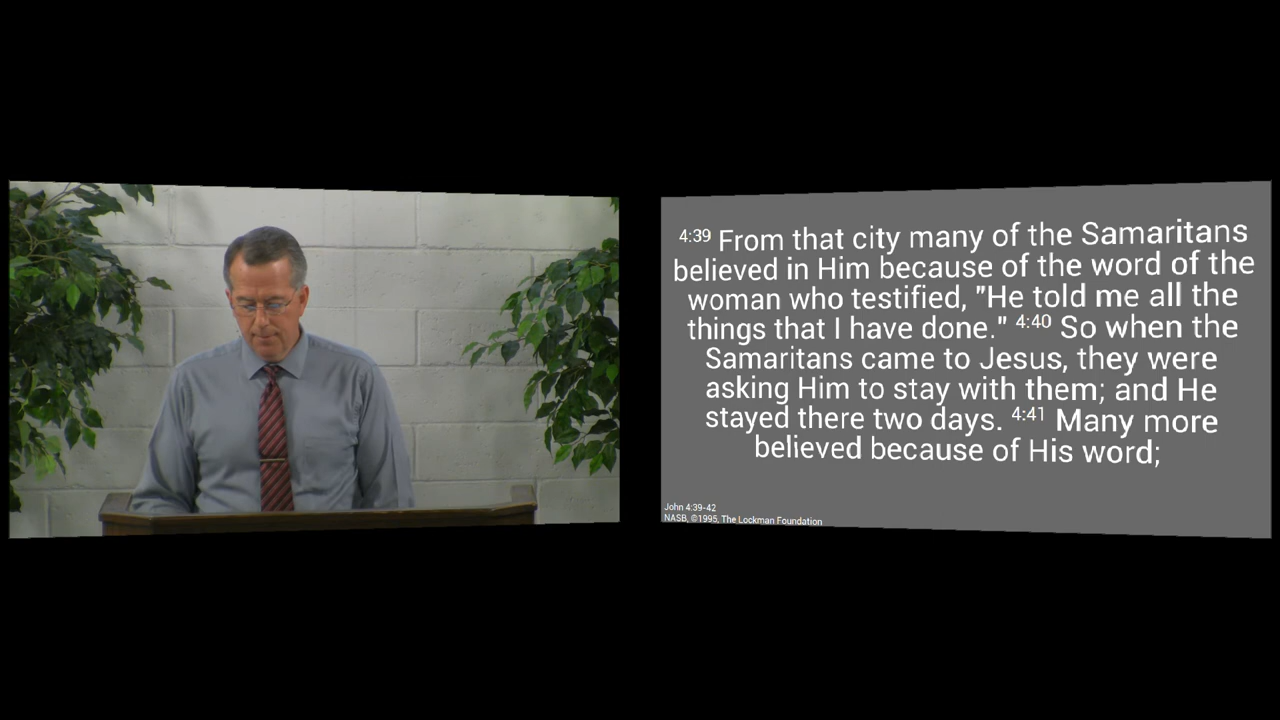 4:39 From that city many of the Samaritans
believed in Him because of the word of the
woman who testified, "He told me all the
things that I have done." 4:40 So when the
Samaritans came to Jesus, they were
asking Him to stay with them; and He
stayed there two days. 4:41 Many more
believed because of His word;
John 4:39-42
NASB, ©1995, The Lockman Foundation